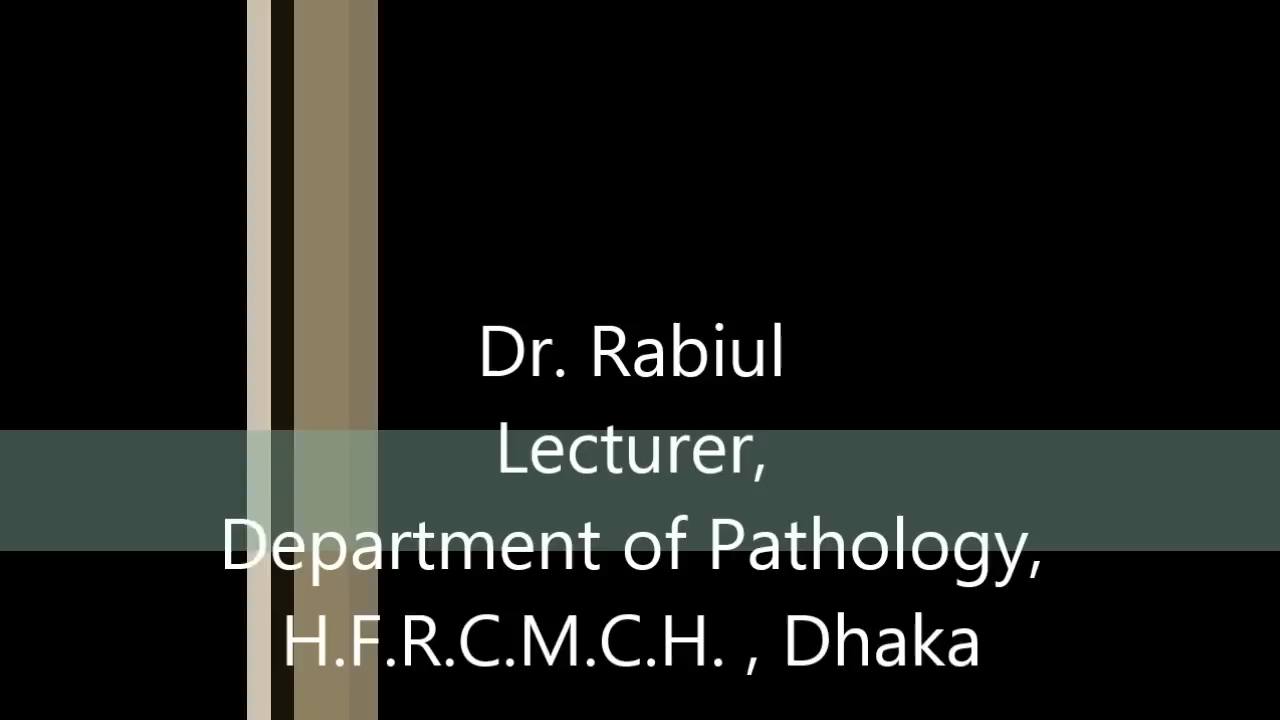 Dr. Rabiul
Lecturer,
Department of Pathology,
H.F.R.C.M.C.H. , Dhaka